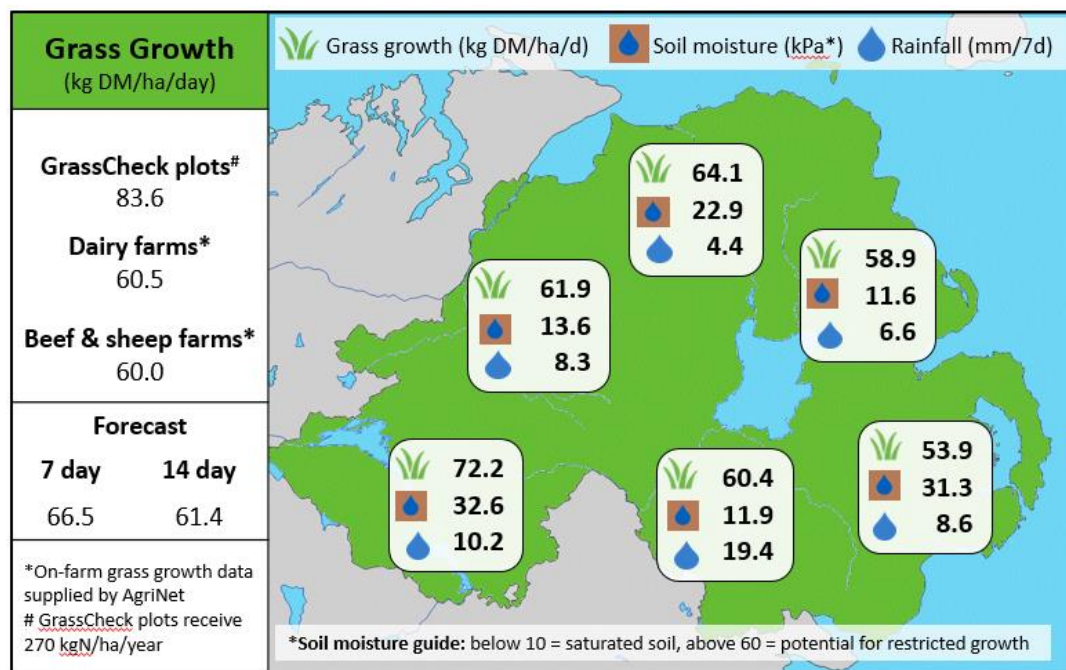 Grass Growth
(kg DM/ha/day)
GrassCheck plots#
83.6
Dairy farms*
60.5
Beef & sheep farms*
60.0
Forecast
7 day 14 day
66.5 61.4
*On-farm grass growth data
supplied by AgriNet
# GrassCheck plots receive
270 kgN/ha/year
Grass growth (kg DM/ha/d) Soil moisture (kPa*) Rainfall (mm/7d)
64.1
22.9
4.4
58.9
11.6
6.6
61.9
13.6
8.3
72.2
32.6
10.2
60.4
11.9
19.4
53.9
31.3
8.6
*Soil moisture guide: below 10 = saturated soil, above 60 = potential for restricted growth